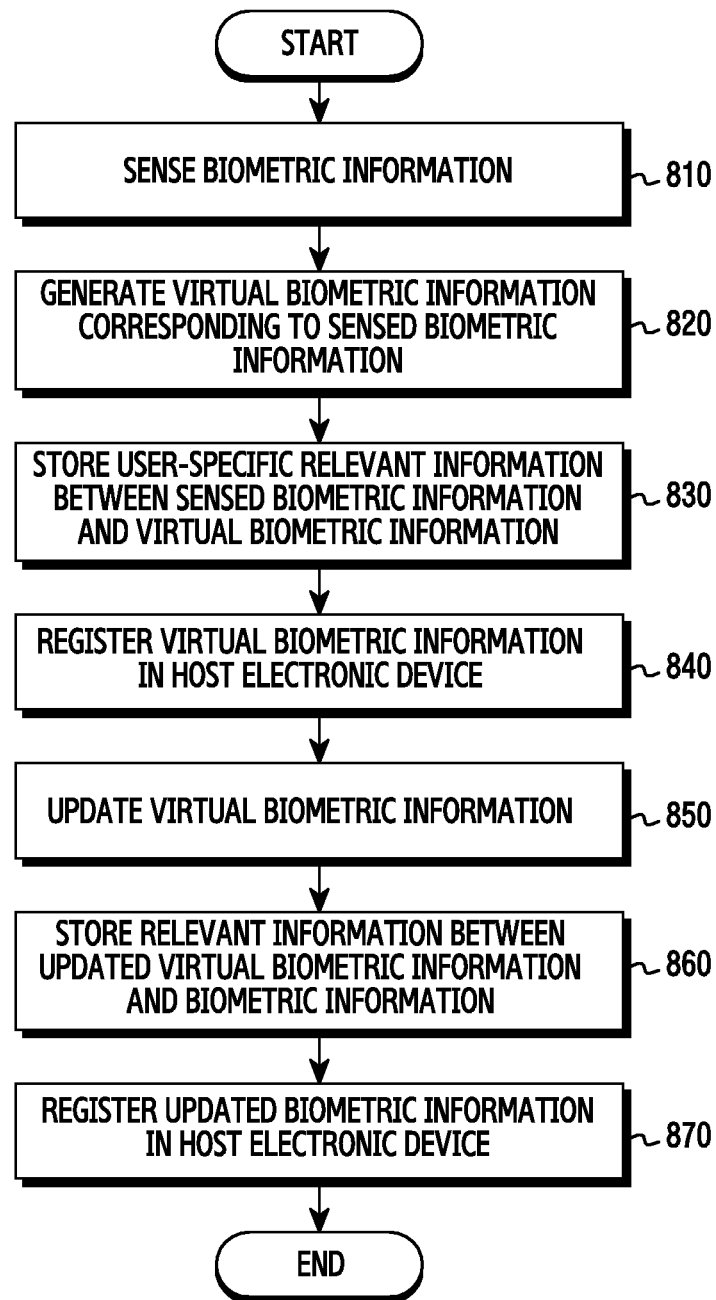 START
SENSE BIOMETRIC INFORMATION
810
GENERATE VIRTUAL BIOMETRIC INFORMATION
CORRESPONDING TO SENSED BIOMETRIC
INFORMATION
820
STORE USER-SPECIFIC RELEVANT INFORMATION
BETWEEN SENSED BIOMETRIC INFORMATION
AND VIRTUAL BIOMETRIC INFORMATION
830
REGISTER VIRTUAL BIOMETRIC INFORMATION
IN HOST ELECTRONIC DEVICE
840
UPDATE VIRTUAL BIOMETRIC INFORMATION
850
STORE RELEVANT INFORMATION BETWEEN
UPDATED VIRTUAL BIOMETRIC INFORMATION
AND BIOMETRIC INFORMATION
860
REGISTER UPDATED BIOMETRIC INFORMATION
IN HOST ELECTRONIC DEVICE
870
END